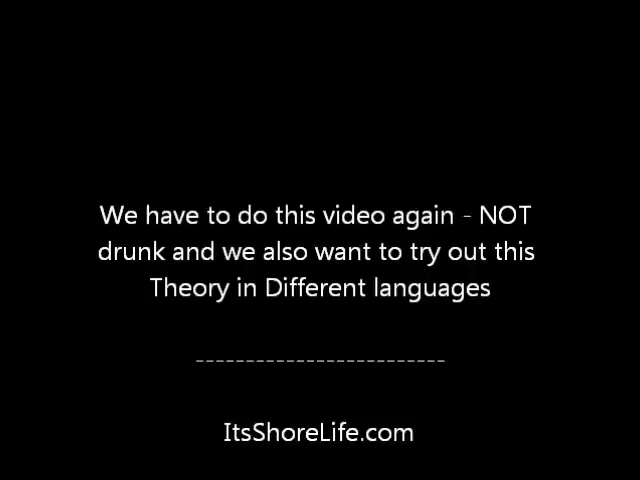 We have to do this video again - NOT
drunk and we also want to try out this
Theory in Different languages
-------------------------
ItsShoreLife.com